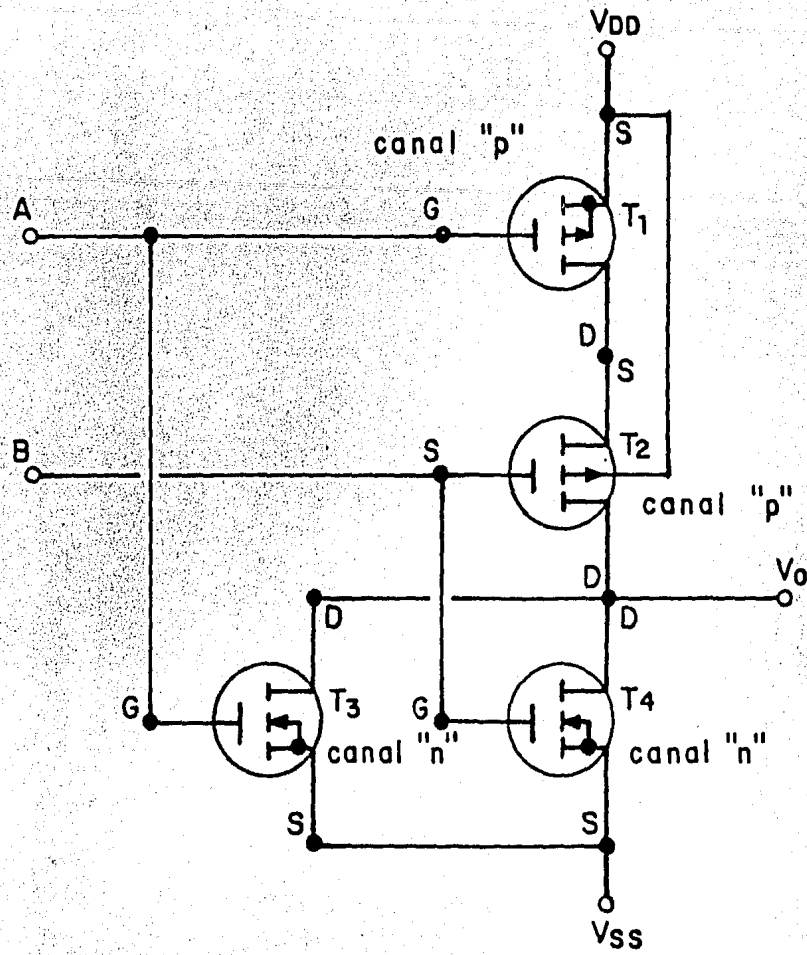 VDD
S
canal "p"
A
G
T1
D
S
B
S
T2
canal "p"
D
D
D
Vo
G
T3
canal "n"
G
T4
canal "n"
S
S
VSS